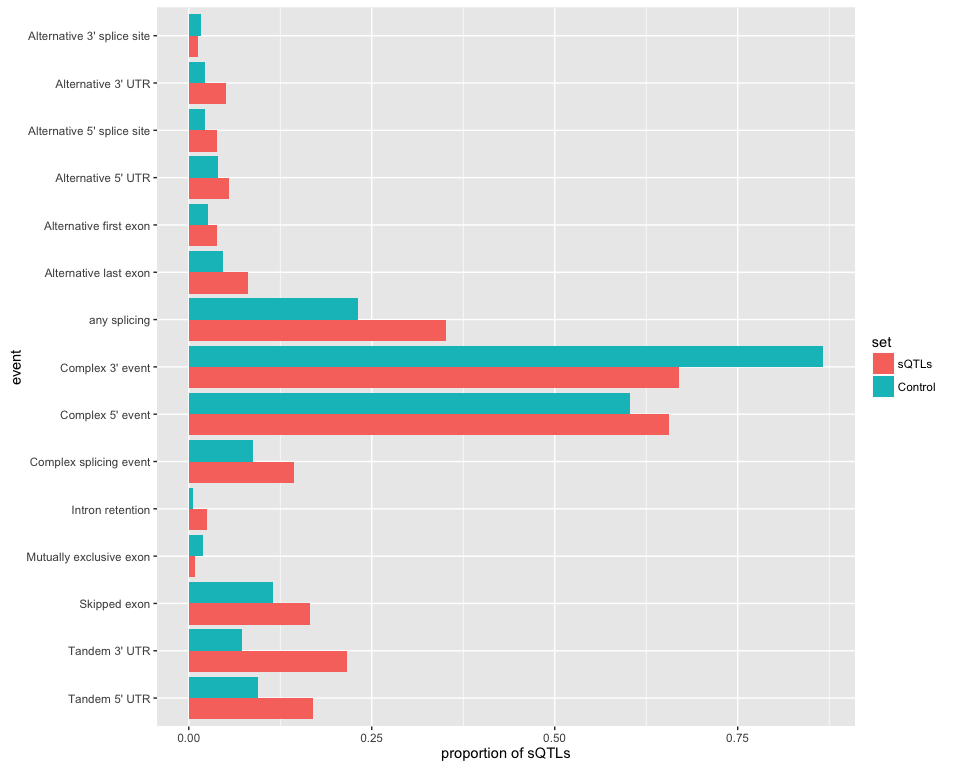 Alternative 3' splice site
Alternative 3' UTR
Alternative 5' splice site
Alternative 5' UTR
Alternative first exon
Alternative last exon
any splicing
Complex 3' event
Complex 5' event
Complex splicing event
Intron retention
Mutually exclusive exon
Skipped exon
Tandem 3' UTR
Tandem 5' UTR
event
0.00
0.25
0.50
0.75
proportion of sQTLs
set
sQTLs
Control